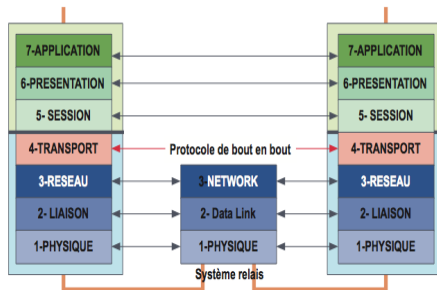 7-APPLICATION
7-APPLICATION
6-PRESENTATION
6-PRESENTATION
5- SESSION
5- SESSION
4-TRANSPORT
Protocole de bout en bout
4-TRANSPORT
3-RESEAU
3-NETWORK
3-RESEAU
2- LIAISON
2- Data Link
2- LIAISON
1-PHYSIQUE
1-PHYSIQUE
1-PHYSIQUE
Système relais